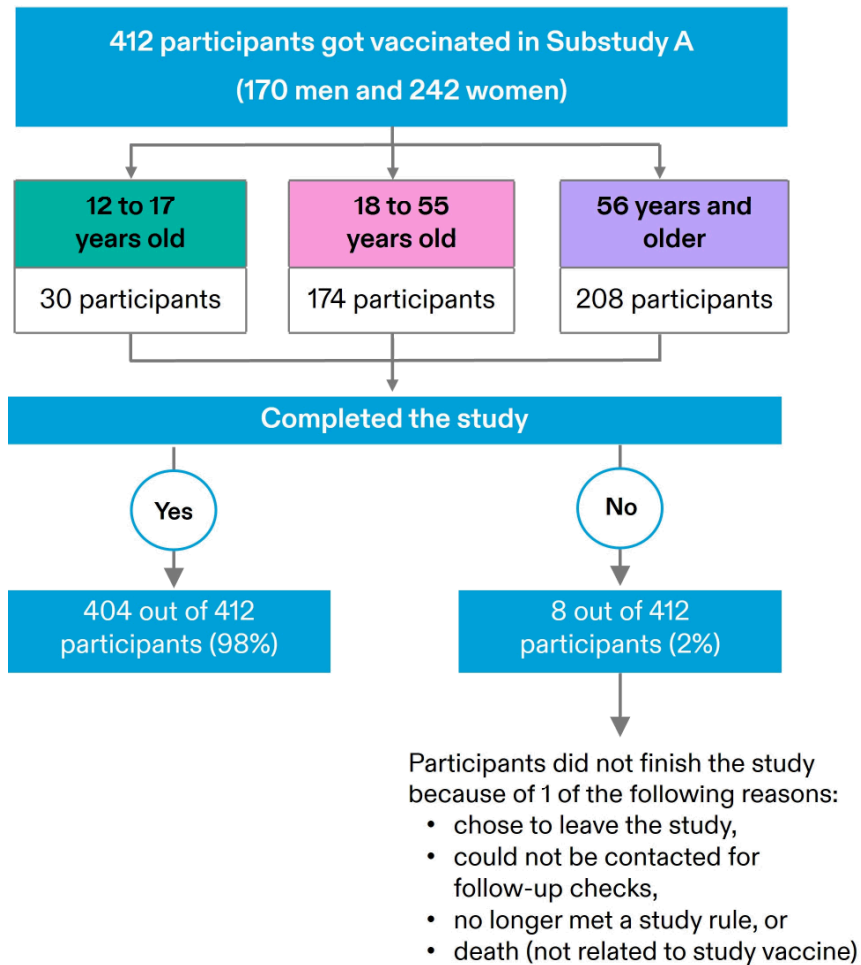 412 participants got vaccinated in Substudy A
(170 men and 242 women)
12 to 17
years old
30 participants
18 to 55
years old
174 participants
56 years and
older
208 participants
Completed the study
Yes
404 out of 412
participants (98%)
No
8 out of 412
participants (2%)
Participants did not finish the study
because of 1 of the following reasons:
• chose to leave the study,
• could not be contacted for
follow-up checks,
• no longer met a study rule, or
• death (not related to study vaccine)